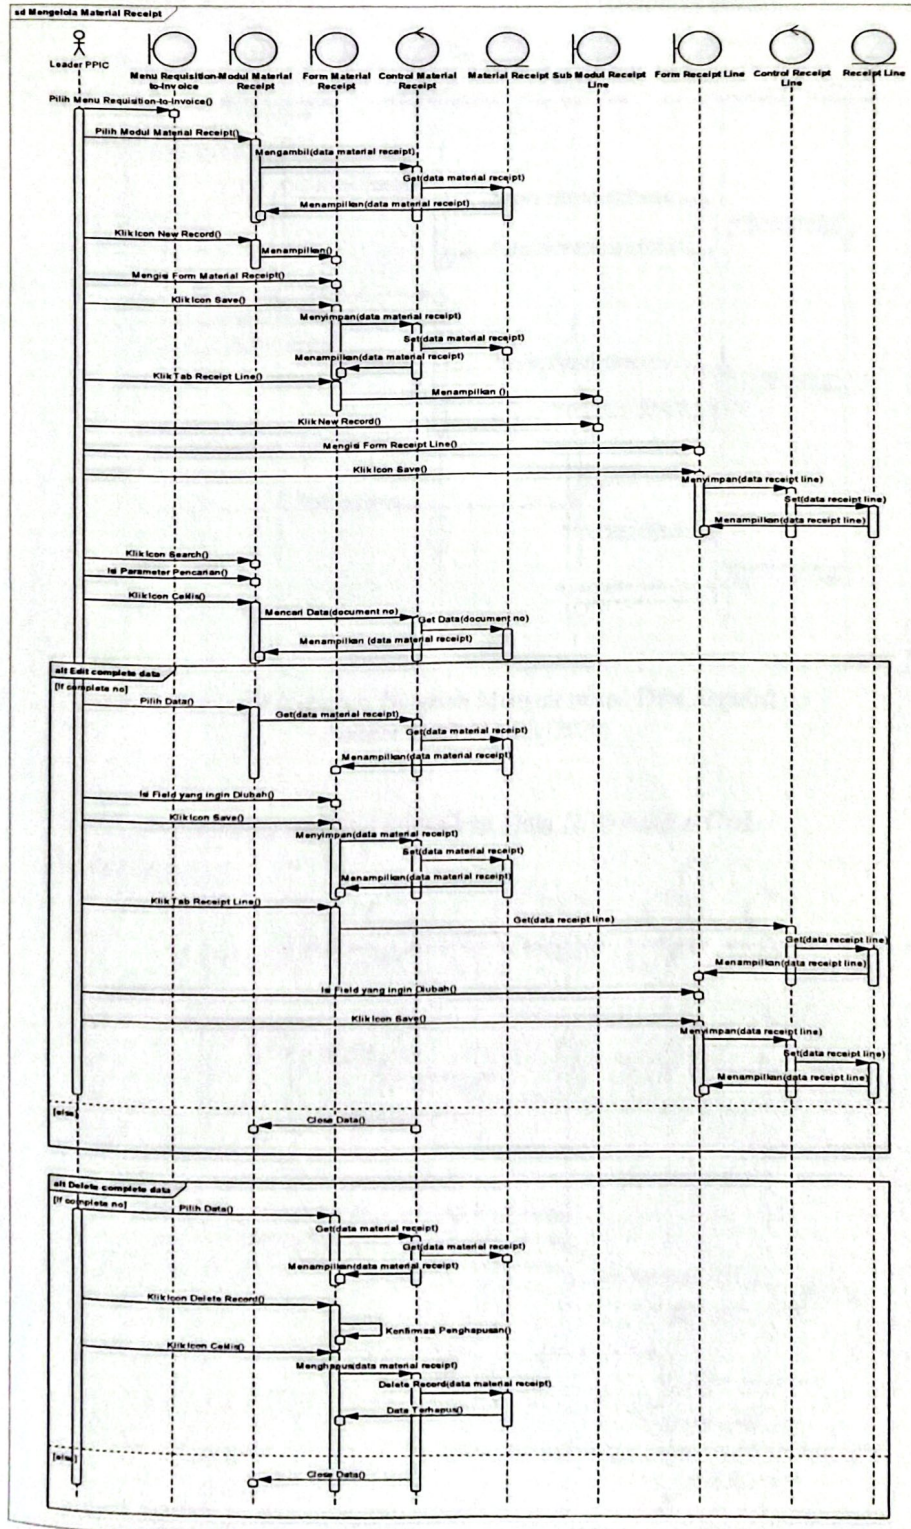 sd Mengelola Material Receipt
Leader PPIC
Menu Requisition-to-Invoice
Modul Material Receipt
Form Material Receipt
Control Material Receipt
Material Receipt
Sub Modul Receipt Line
Form Receipt Line
Control Receipt Line
Receipt Line
Pilih Menu Requisition-to-Invoice()
Pilih Modul Material Receipt()
Mengambil(data material receipt)
Get(data material receipt)
Menampilkan(data material receipt)
Klik Icon New Record()
Menampilkan()
Mengisi Form Material Receipt()
Klik Icon Save()
Menyimpan(data material receipt)
Set(data material receipt)
Menampilkan(data material receipt)
Klik Tab Receipt Line()
Menampilkan ()
Klik New Record()
Mengisi Form Receipt Line()
Klik Icon Save()
Menyimpan(data receipt line)
Set(data receipt line)
Menampilkan(data receipt line)
Klik Icon Search()
Isi Parameter Pencarian()
Klik Icon Ceklis()
Mencari Data(document no)
Get Data(document no)
Menampilkan (data material receipt)
alt Edit complete data
[If complete no]
Pilih Data()
Get(data material receipt)
Get(data material receipt)
Menampilkan(data material receipt)
Isi Field yang ingin Diubah()
Klik Icon Save()
Menyimpan(data material receipt)
Set(data material receipt)
Menampilkan(data material receipt)
Klik Tab Receipt Line()
Get(data receipt line)
Get(data receipt line)
Menampilkan(data receipt line)
Isi Field yang ingin Diubah()
Klik Icon Save()
Menyimpan(data receipt line)
Set(data receipt line)
Menampilkan(data receipt line)
[else]
Close Data()
alt Delete complete data
[If complete no]
Pilih Data()
Get(data material receipt)
Get(data material receipt)
Menampilkan(data material receipt)
Klik Icon Delete Record()
Konfirmasi Penghapusan()
Klik Icon Ceklis()
Menghapus(data material receipt)
Delete Record(data material receipt)
Data Terhapus()
[else]
Close Data()